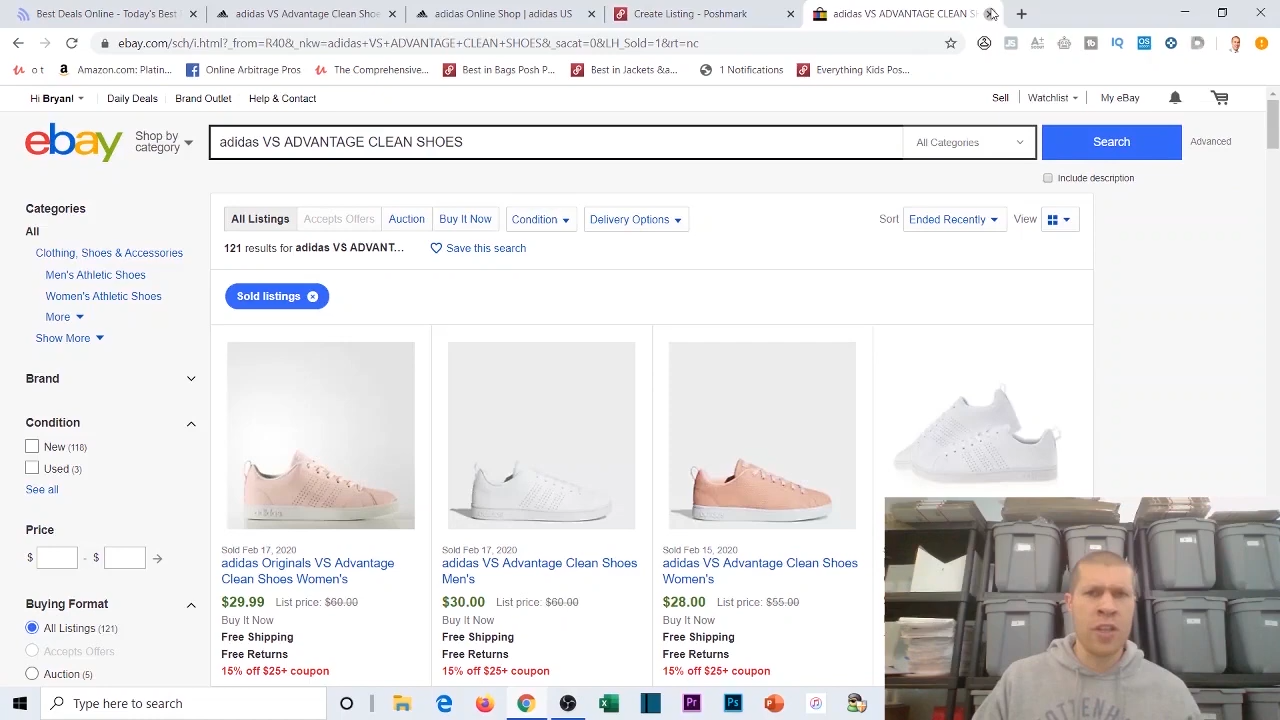 Best Deals Online - Today's Best
adidas VS Advantage Clean Shoe
adidas Online Shop | adidas US
Create Listing - Poshmark
adidas VS ADVANTAGE CLEAN SH
ebay.com/sch/i.html?_from=R40&_nkw=adidas+VS+ADVANTAGE+CLEAN+SHOES&_sacat=0&LH_Sold=1&rt=nc
o t
Amazon.com: Platin...
Online Arbitrage Pros
The Comprehensive...
Best in Bags Posh P...
Best in Jackets &a...
1 Notifications
Everything Kids Pos...
Hi Bryan!
Daily Deals
Brand Outlet
Help & Contact
Sell
Watchlist
My eBay
ebay
Shop by category
adidas VS ADVANTAGE CLEAN SHOES
All Categories
Search
Advanced
Include description
Categories
All
Clothing, Shoes & Accessories
Men's Athletic Shoes
Women's Athletic Shoes
More
Show More
Brand
Condition
New (118)
Used (3)
See all
Price
$ - $
Buying Format
All Listings (121)
Accepts Offers
Auction (5)
All Listings
Accepts Offers
Auction
Buy It Now
Condition
Delivery Options
Sort
Ended Recently
View
121 results for adidas VS ADVANT...
Save this search
Sold listings
Sold Feb 17, 2020
adidas Originals VS Advantage
Clean Shoes Women's
$29.99 List price: $60.00
Buy It Now
Free Shipping
Free Returns
15% off $25+ coupon
Sold Feb 17, 2020
adidas VS Advantage Clean Shoes
Men's
$30.00 List price: $60.00
Buy It Now
Free Shipping
Free Returns
15% off $25+ coupon
Sold Feb 15, 2020
adidas VS Advantage Clean Shoes
Women's
$28.00 List price: $55.00
Buy It Now
Free Shipping
Free Returns
15% off $25+ coupon
Type here to search